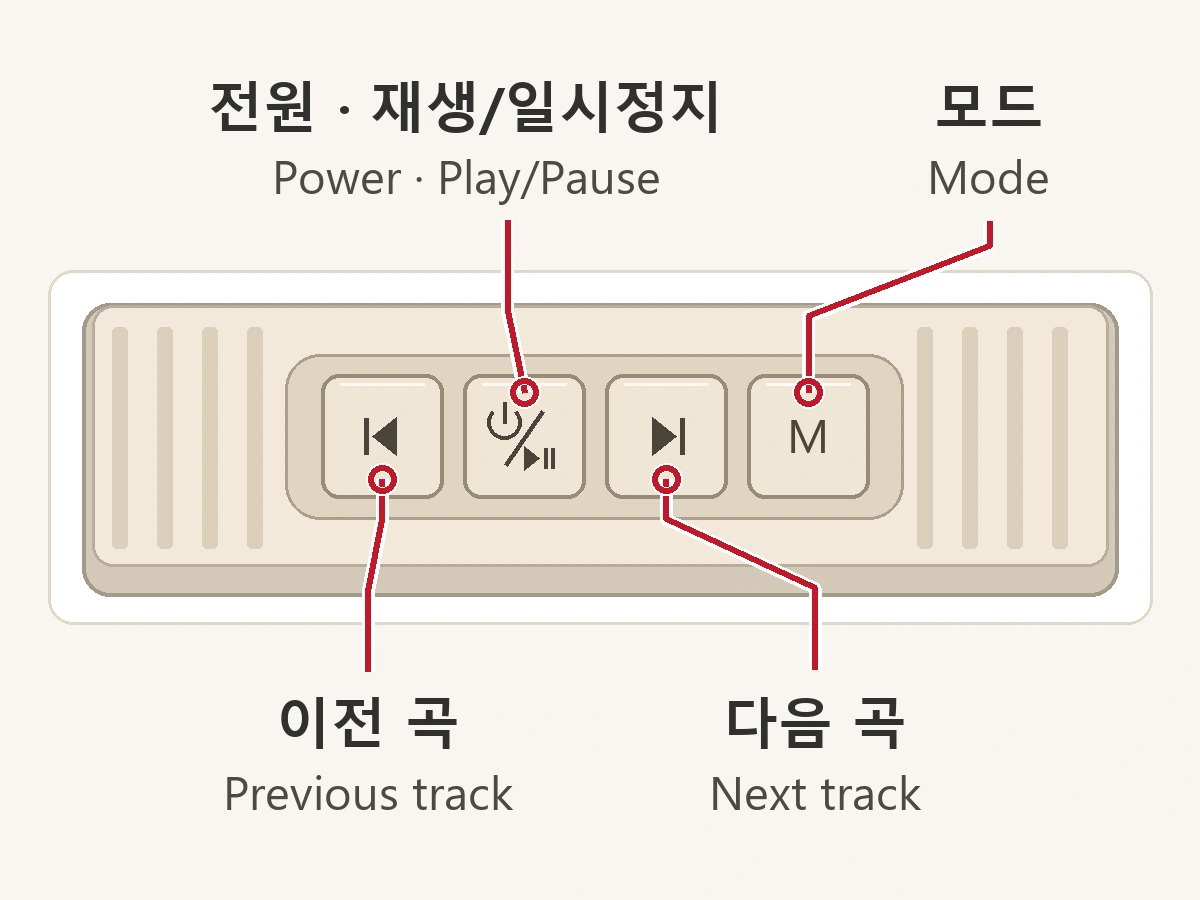 전원 · 재생/일시정지
Power · Play/Pause
모드
Mode
M
이전 곡
Previous track
다음 곡
Next track